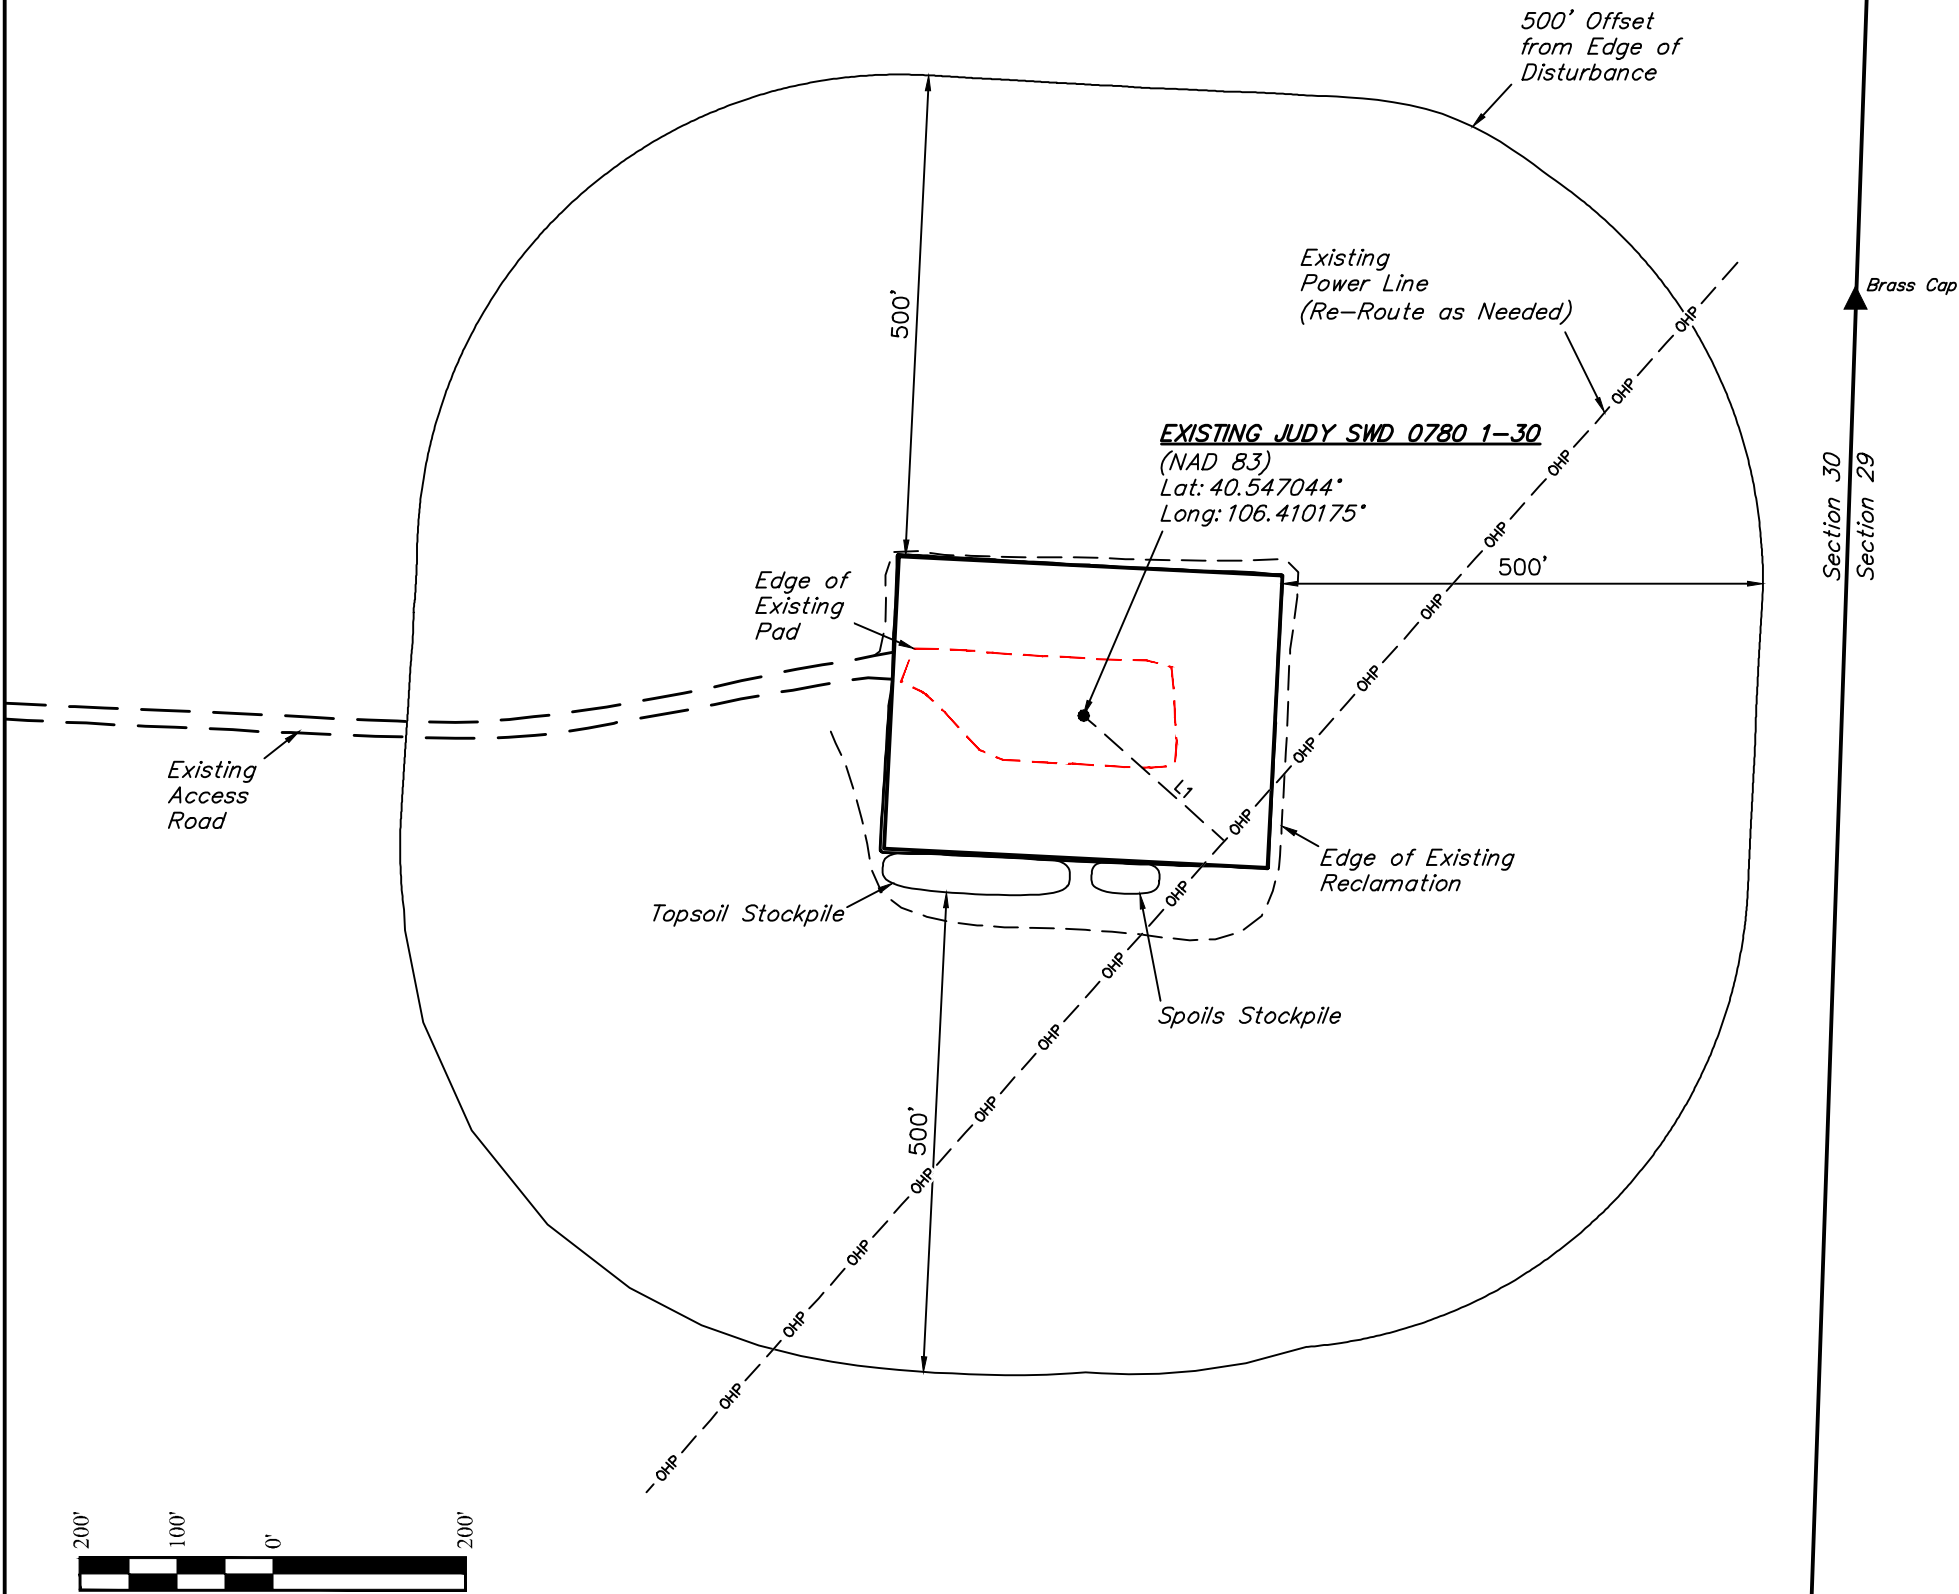 500' Offset
from Edge of
Disturbance
Existing
Power Line
(Re-Route as Needed)
Brass Cap
OHP
500'
OHP
EXISTING JUDY SWD 0780 1-30
(NAD 83)
Lat: 40.547044°
Long: 106.410175°
OHP
Section 30
Section 29
OHP
500'
Edge of
Existing
Pad
OHP
OHP
OHP
Existing
Access
Road
L1
OHP
Edge of Existing
Reclamation
Topsoil Stockpile
OHP
OHP
Spoils Stockpile
OHP
500'
OHP
OHP
OHP
OHP
OHP
OHP
200'
100'
0'
200'